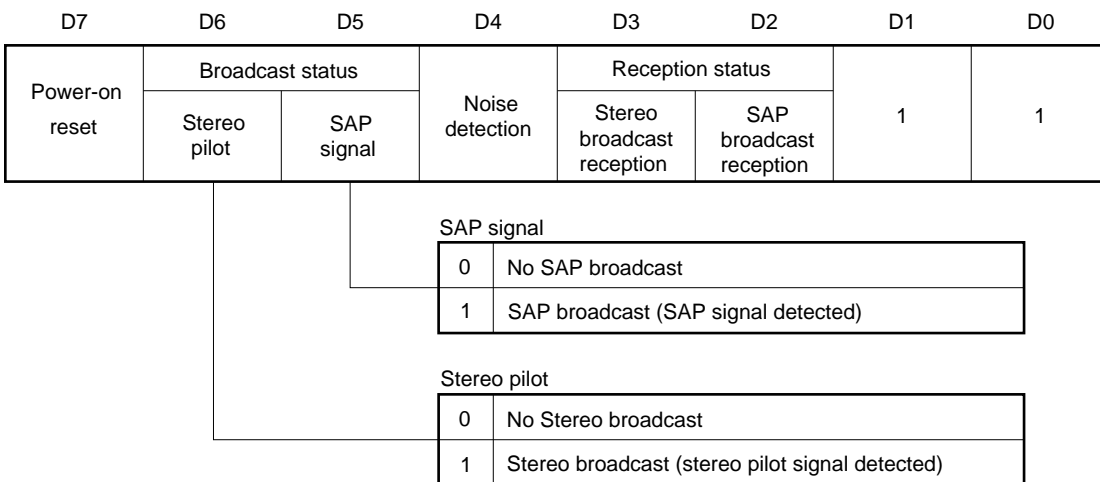 D7 D6 D5 D4 D3 D2 D1 D0
Power-on
reset
Broadcast status
Stereo
pilot
SAP
signal
Noise
detection
Reception status
Stereo
broadcast
reception
SAP
broadcast
reception
1
1
SAP signal
0 No SAP broadcast
1 SAP broadcast (SAP signal detected)
Stereo pilot
0 No Stereo broadcast
1 Stereo broadcast (stereo pilot signal detected)